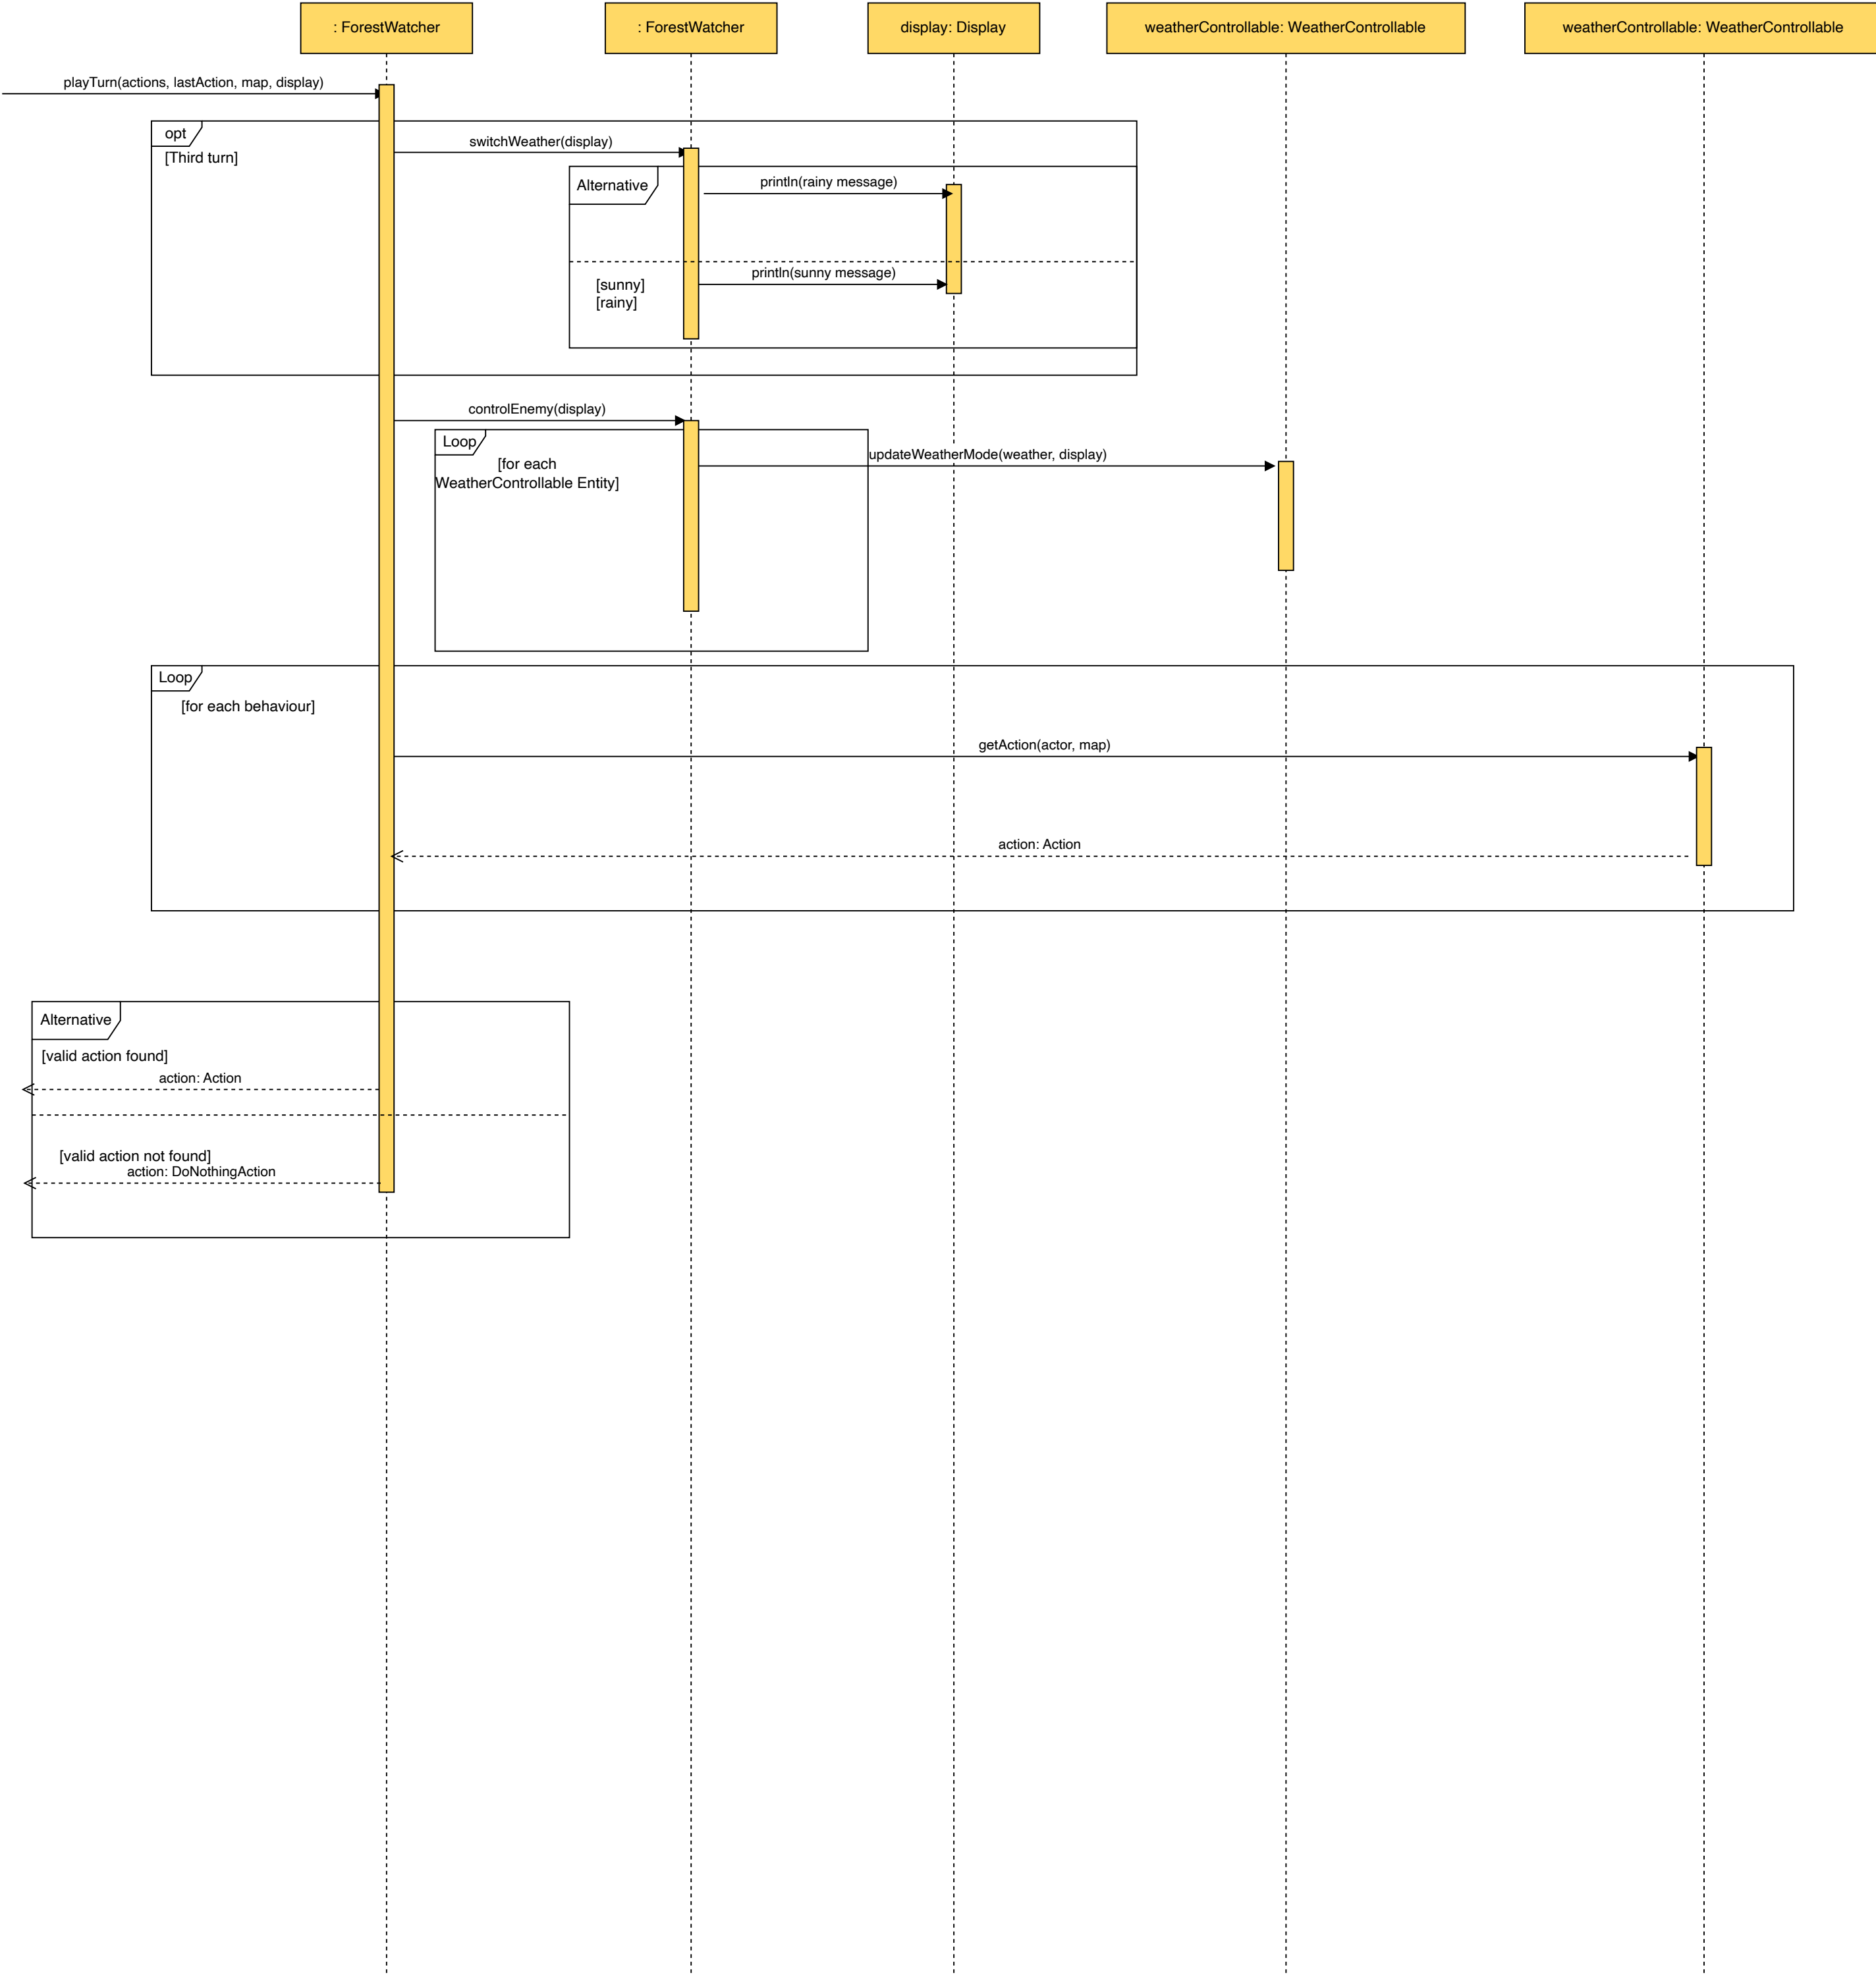 : ForestWatcher
: ForestWatcher
display: Display
weatherControllable: WeatherControllable
weatherControllable: WeatherControllable
playTurn(actions, lastAction, map, display)
opt
[Third turn]
switchWeather(display)
Alternative
println(rainy message)
println(sunny message)
[sunny]
[rainy]
controlEnemy(display)
Loop
[for each
WeatherControllable Entity]
updateWeatherMode(weather, display)
Loop
[for each behaviour]
getAction(actor, map)
action: Action
Alternative
[valid action found]
action: Action
[valid action not found]
action: DoNothingAction